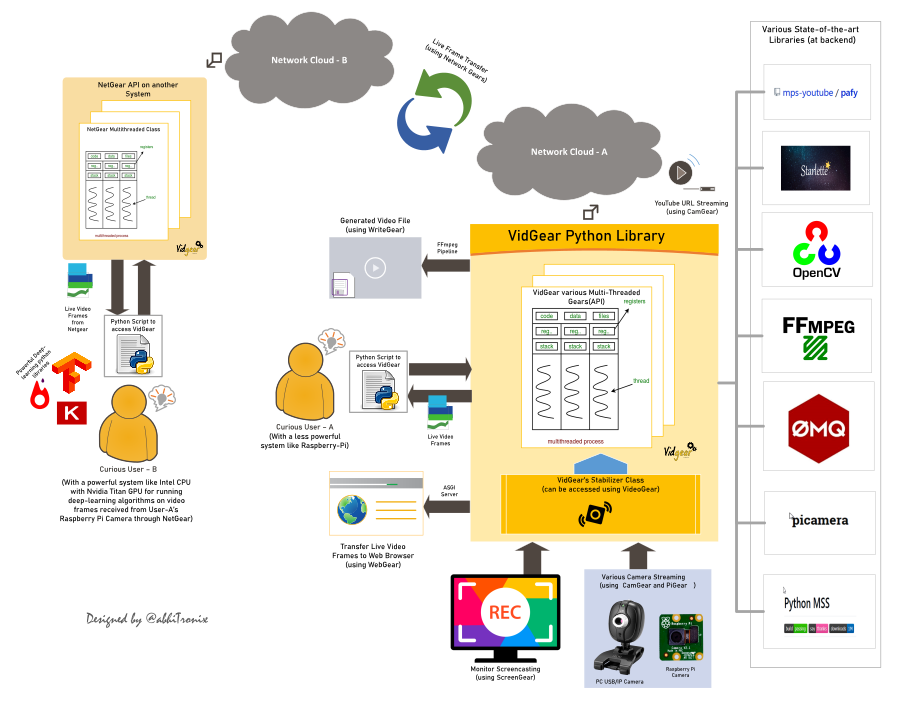 Network Cloud - B
Live Frame Transfer
(using Network Gears)
Network Cloud - A
YouTube URL Streaming
(using CamGear)
NetGear API on another
System
NetGear Multithreaded Class
code data files
reg.. reg.. reg..
stack stack stack
registers
thread
multithreaded process
Vidgear
Live Video
Frames
from
Netgear
Python Script to
access VidGear
Powerful Deep-
learning python
libraries
K
Curious User – B
(With a powerful system like Intel CPU
with Nvidia Titan GPU for running
deep-learning algorithms on video
frames received from User-A's
Raspberry Pi Camera through NetGear)
Designed by @abhiTronix
Generated Video File
(using WriteGear)
FFmpeg
Pipeline
Curious User – A
(With a less powerful
system like Raspberry-Pi)
Python Script to
access VidGear
Live Video
Frames
ASGI
Server
Transfer Live Video
Frames to Web Browser
(using WebGear)
VidGear Python Library
VidGear various Multi-Threaded
Gears(API)
code data files
reg.. reg.. reg..
stack stack stack
registers
thread
multithreaded process
Vidgear
VidGear's Stabilizer Class
(can be accessed using VideoGear)
REC
Monitor Screencasting
(using ScreenGear)
Various Camera Streaming
(using CamGear and PiGear )
PC USB/IP Camera
Raspberry Pi
Camera
Various State-of-the-art
Libraries (at backend)
mps-youtube / pafy
Starlette
OpenCV
FFMPEG
ØMQ
picamera
Python MSS